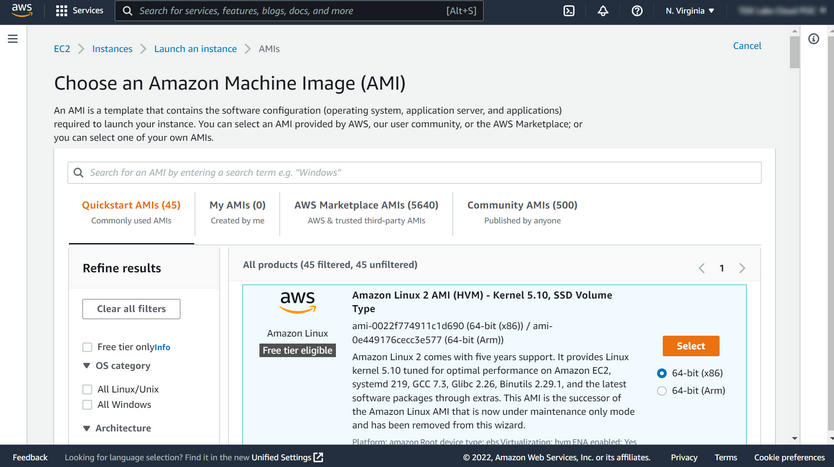 aws
Services
Search for services, features, blogs, docs, and more
[Alt+S]
N. Virginia
EC2 > Instances > Launch an instance > AMIs
Cancel
Choose an Amazon Machine Image (AMI)
An AMI is a template that contains the software configuration (operating system, application server, and applications)
required to launch your instance. You can select an AMI provided by AWS, our user community, or the AWS Marketplace; or
you can select one of your own AMIs.
Search for an AMI by entering a search term e.g. "Windows"
Quickstart AMIs (45)
Commonly used AMIs
My AMIs (0)
Created by me
AWS Marketplace AMIs (5640)
AWS & trusted third-party AMIs
Community AMIs (500)
Published by anyone
Refine results
Clear all filters
Free tier onlyInfo
OS category
All Linux/Unix
All Windows
Architecture
All products (45 filtered, 45 unfiltered)
1
aws
Amazon Linux
Free tier eligible
Amazon Linux 2 AMI (HVM) - Kernel 5.10, SSD Volume
Type
ami-0022f774911c1d690 (64-bit (x86)) / ami-
0e449176cecc3e577 (64-bit (Arm))
Amazon Linux 2 comes with five years support. It provides Linux
kernel 5.10 tuned for optimal performance on Amazon EC2,
systemd 219, GCC 7.3, Glibc 2.26, Binutils 2.29.1, and the latest
software packages through extras. This AMI is the successor of
the Amazon Linux AMI that is now under maintenance only mode
and has been removed from this wizard.
Platform: amazon Root device type: ebs Virtualization: hvm ENA enabled: Yes
Select
64-bit (x86)
64-bit (Arm)
Feedback
Looking for language selection? Find it in the new Unified Settings
© 2022, Amazon Web Services, Inc. or its affiliates.
Privacy
Terms
Cookie preferences